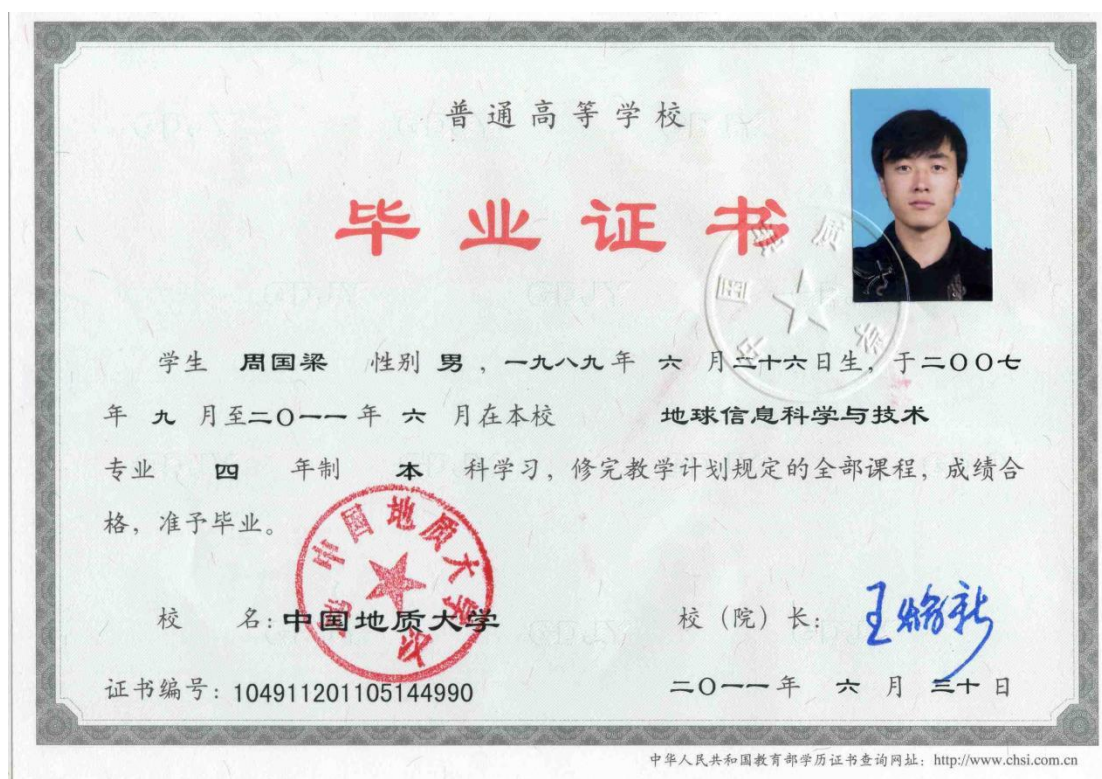 普通高等学校
毕业证书
学生 周国梁 性别 男，一九八九年 六 月二十六日生，于二〇〇七
年 九 月至二〇一一 年 六 月在本校 地球信息科学与技术
专业 四 年制 本 科学习，修完教学计划规定的全部课程，成绩合
格，准予毕业。
中国地质大学
校 名：中国地质大学 校（院）长：
证书编号：104911201105144990 二〇一一年 六 月 三十 日
中华人民共和国教育部学历证书查询网址：http://www.chsi.com.cn